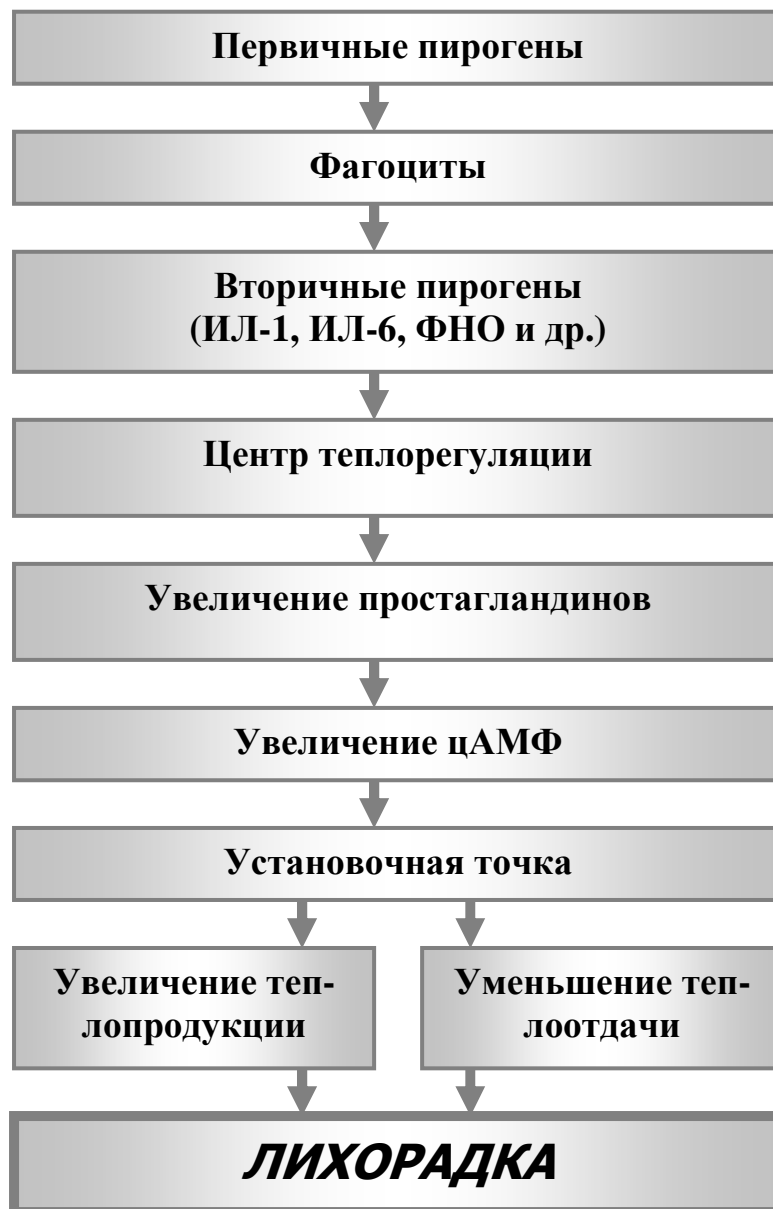 Первичные пирогены
Фагоциты
Вторичные пирогены
(ИЛ-1, ИЛ-6, ФНО и др.)
Центр теплорегуляции
Увеличение простагландинов
Увеличение цАМФ
Установочная точка
Увеличение теп-
лопродукции
Уменьшение теп-
лоотдачи
ЛИХОРАДКА